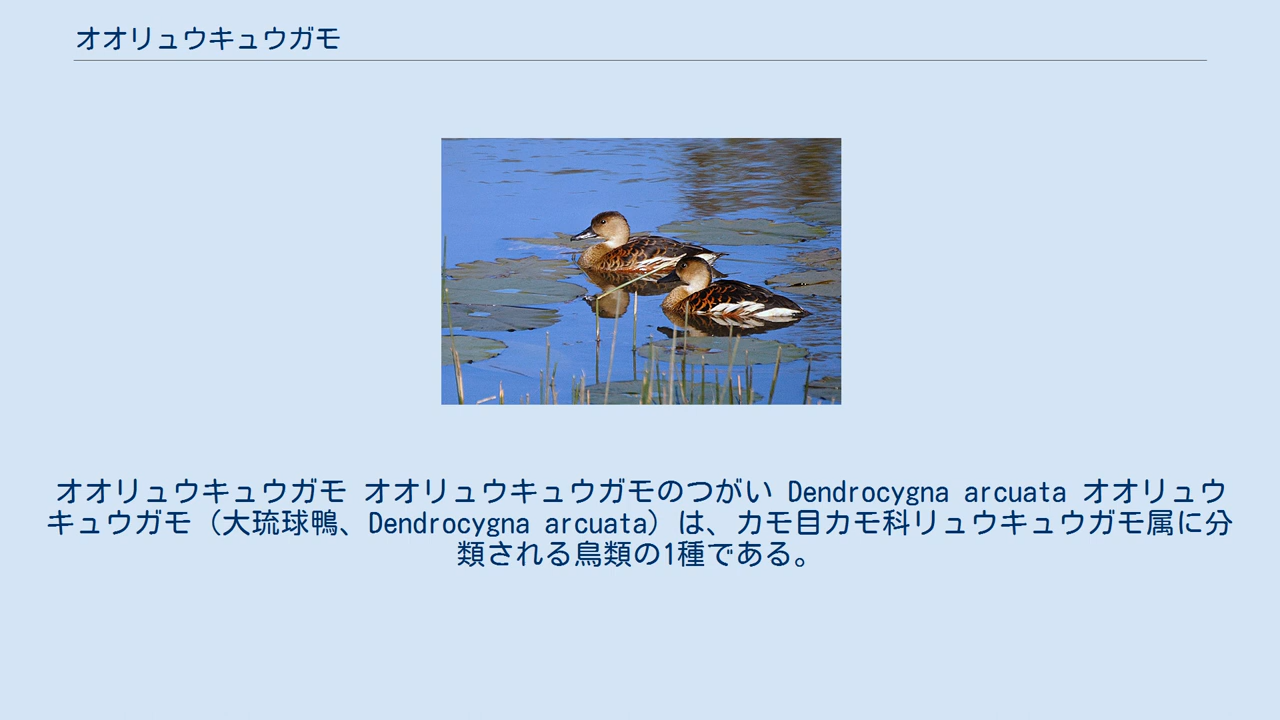 オオリュウキュウガモ
オオリュウキュウガモ オオリュウキュウガモのつがい Dendrocygna arcuata オオリュウ
キュウガモ（大琉球鴨、Dendrocygna arcuata）は、カモ目カモ科リュウキュウガモ属に分
類される鳥類の1種である。